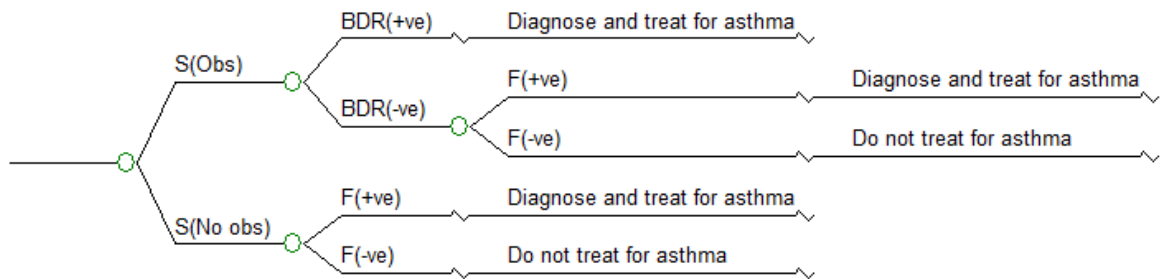 BDR(+ve) Diagnose and treat for asthma
S(Obs)
F(+ve) Diagnose and treat for asthma
BDR(-ve)
F(-ve) Do not treat for asthma
F(+ve) Diagnose and treat for asthma
S(No obs)
F(-ve) Do not treat for asthma